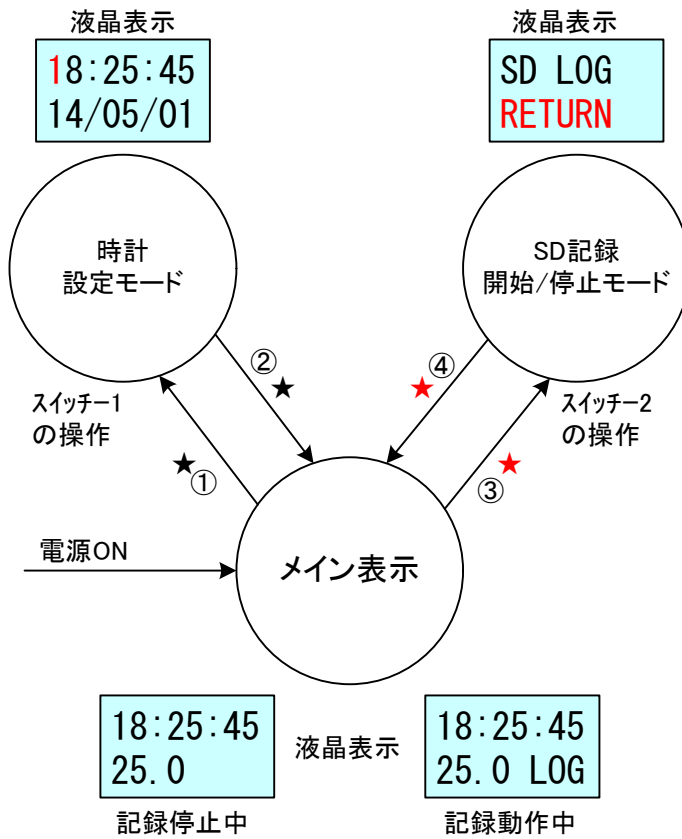 液晶表示
18:25:45
14/05/01
液晶表示
SD LOG
RETURN
時計
設定モード
SD記録
開始/停止モード
②★
★④
スイッチー1
の操作
スイッチー2
の操作
★①
③★
電源ON
メイン表示
18:25:45
25.0
液晶表示
18:25:45
25.0 LOG
記録停止中
記録動作中